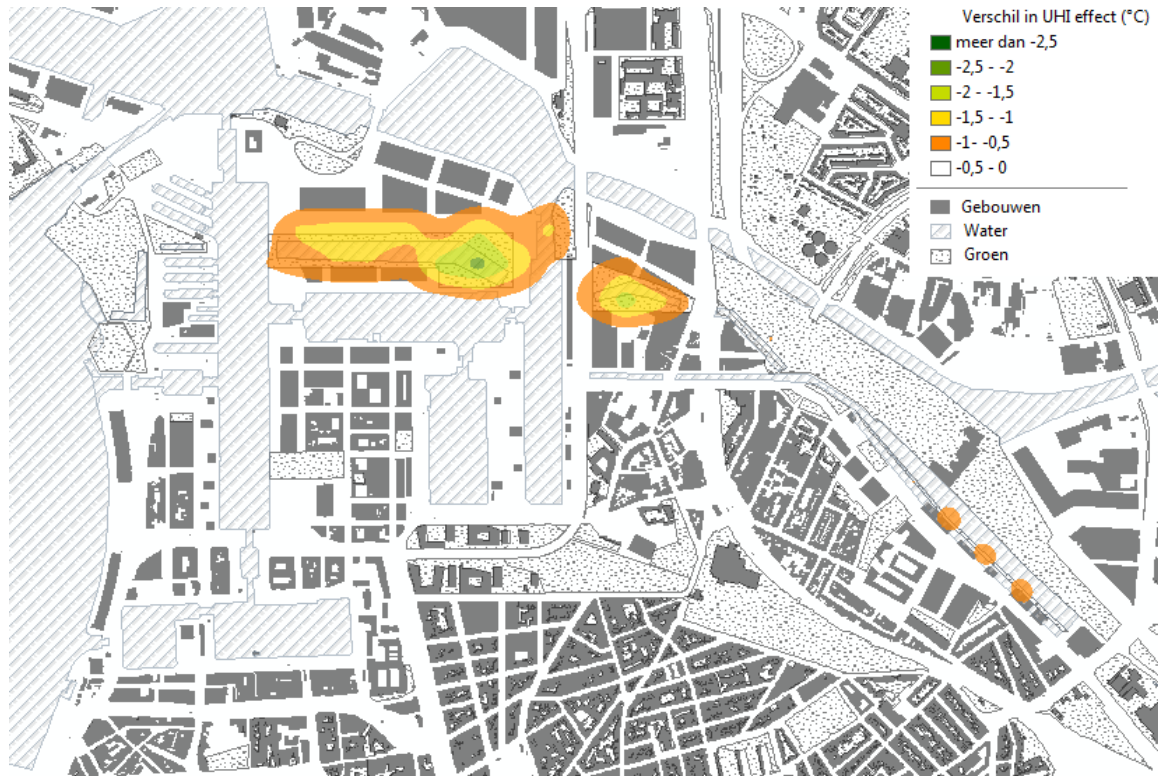 Verschil in UHI effect (°C)
meer dan -2,5
-2,5 - -2
-2 - -1,5
-1,5 - -1
-1- -0,5
-0,5 - 0
Gebouwen
Water
Groen